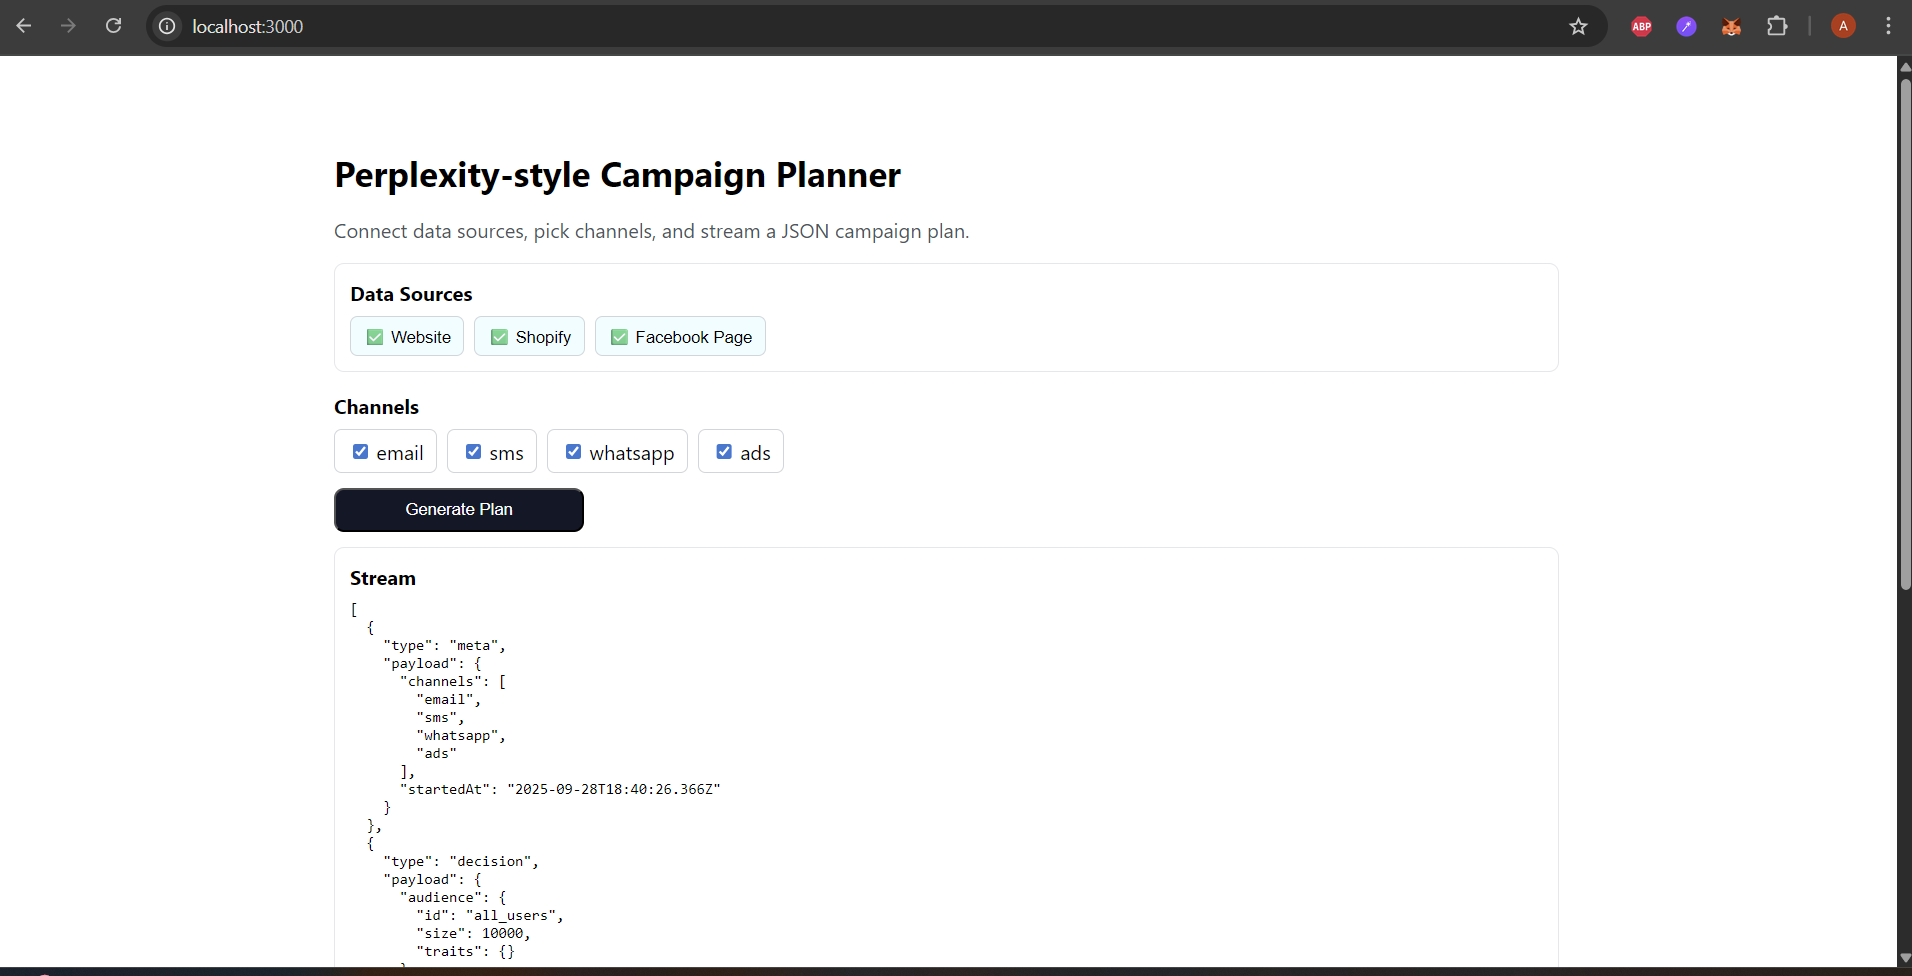 localhost:3000
ABP
A
Perplexity-style Campaign Planner
Connect data sources, pick channels, and stream a JSON campaign plan.
Data Sources
✅ Website ✅ Shopify ✅ Facebook Page
Channels
email sms whatsapp ads
Generate Plan
Stream
[
  {
    "type": "meta",
    "payload": {
      "channels": [
        "email",
        "sms",
        "whatsapp",
        "ads"
      ],
      "startedAt": "2025-09-28T18:40:26.366Z"
    }
  },
  {
    "type": "decision",
    "payload": {
      "audience": {
        "id": "all_users",
        "size": 10000,
        "traits": {}